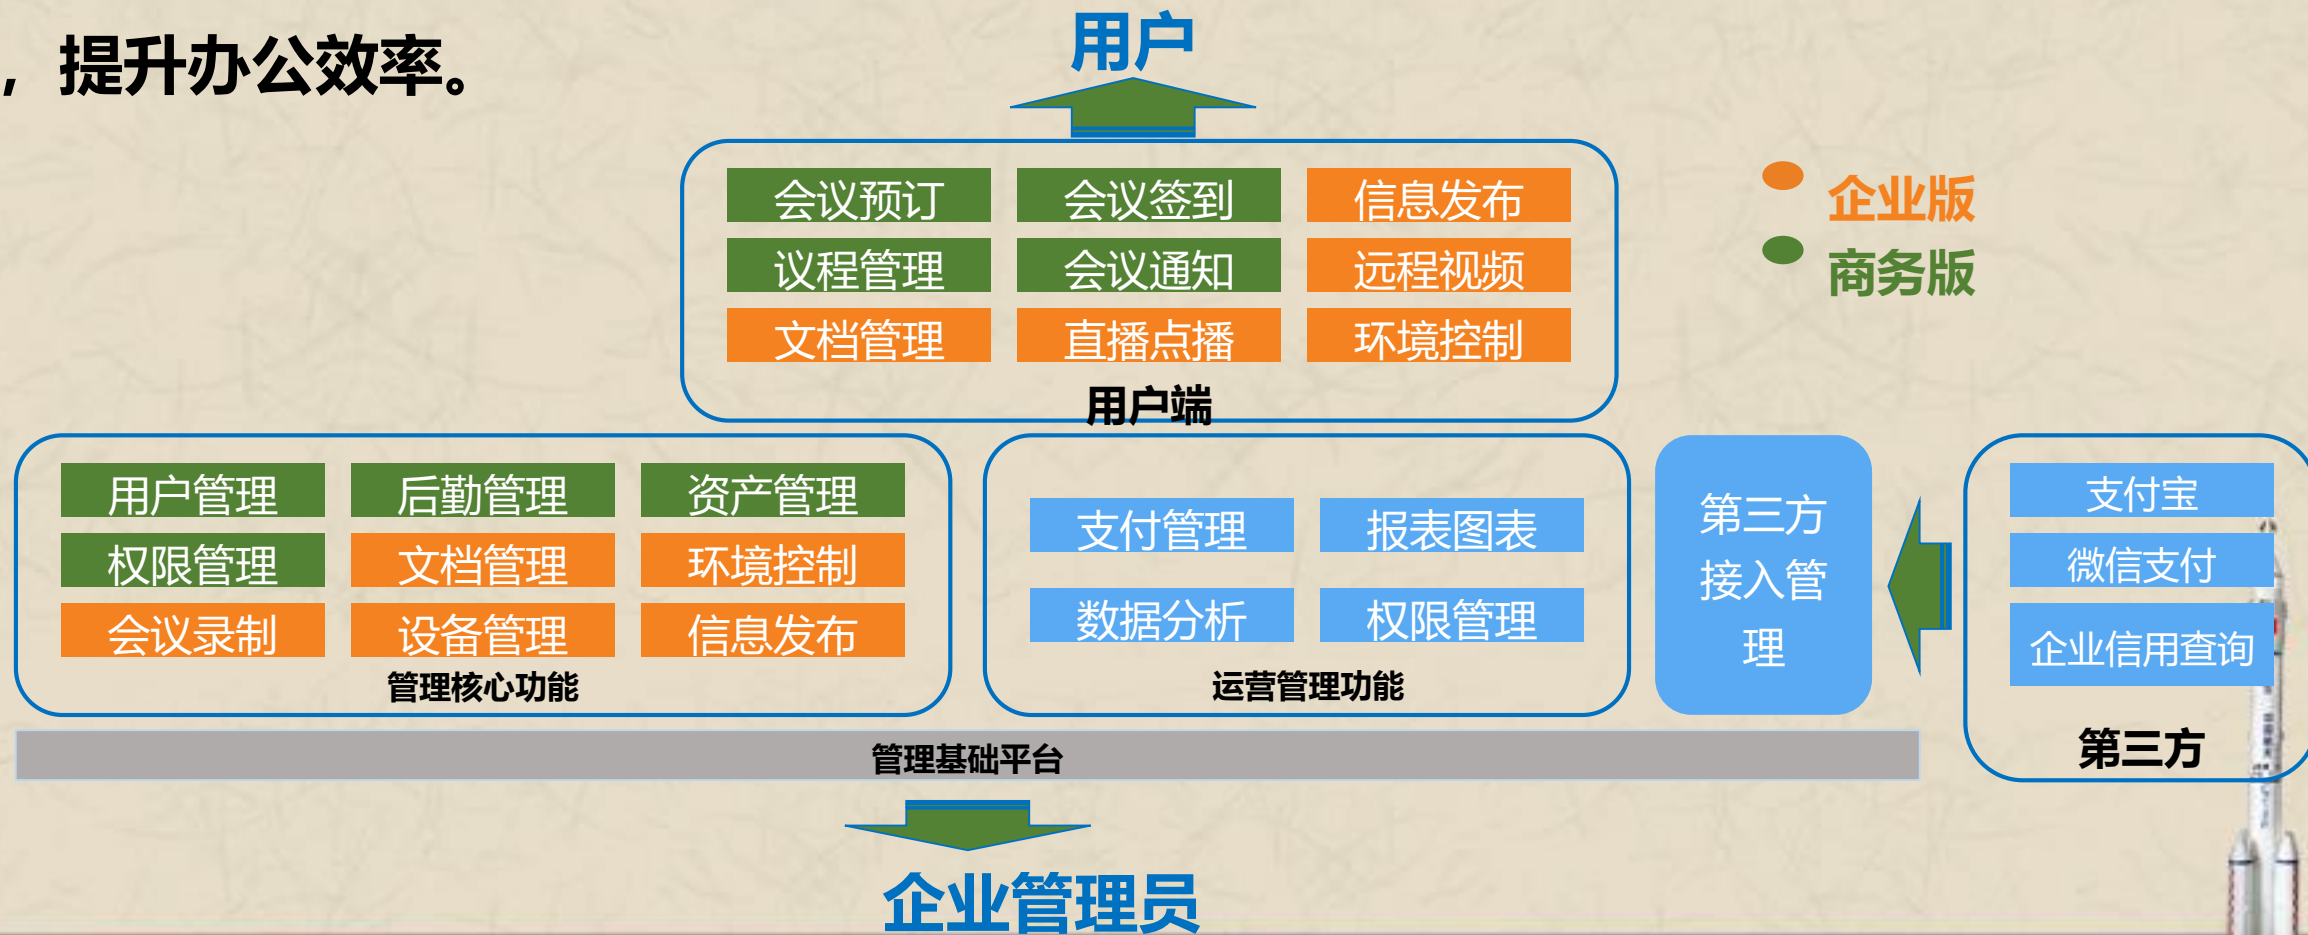 ，提升办公效率。
用户
会议预订 会议签到 信息发布
议程管理 会议通知 远程视频
文档管理 直播点播 环境控制
用户端
企业版
商务版
用户管理 后勤管理 资产管理
权限管理 文档管理 环境控制
会议录制 设备管理 信息发布
管理核心功能
支付管理 报表图表
数据分析 权限管理
运营管理功能
第三方
接入管
理
支付宝
微信支付
企业信用查询
第三方
管理基础平台
企业管理员